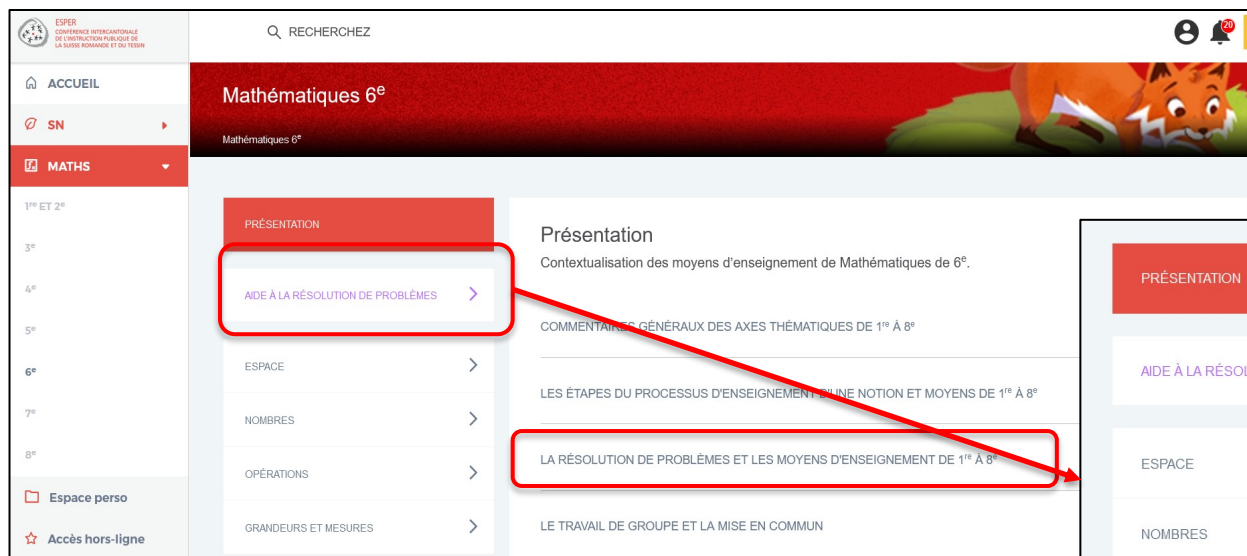 ESPER
CONFÉRENCE INTERCANTONALE
DE L'INSTRUCTION PUBLIQUE DE
LA SUISSE ROMANDE ET DU TESSIN
RECHERCHEZ
20
ACCUEIL
SN
MATHS
1re ET 2e
3e
4e
5e
6e
7e
8e
Espace perso
Accès hors-ligne
Mathématiques 6e
Mathématiques 6e
PRÉSENTATION
AIDE À LA RÉSOLUTION DE PROBLÈMES
ESPACE
NOMBRES
OPÉRATIONS
GRANDEURS ET MESURES
Présentation
Contextualisation des moyens d'enseignement de Mathématiques de 6e.
COMMENTAIRES GÉNÉRAUX DES AXES THÉMATIQUES DE 1re À 8e
LES ÉTAPES DU PROCESSUS D'ENSEIGNEMENT D'UNE NOTION ET MOYENS DE 1re À 8e
LA RÉSOLUTION DE PROBLÈMES ET LES MOYENS D'ENSEIGNEMENT DE 1re À 8e
LE TRAVAIL DE GROUPE ET LA MISE EN COMMUN
PRÉSENTATION
AIDE À LA RÉSOL
ESPACE
NOMBRES